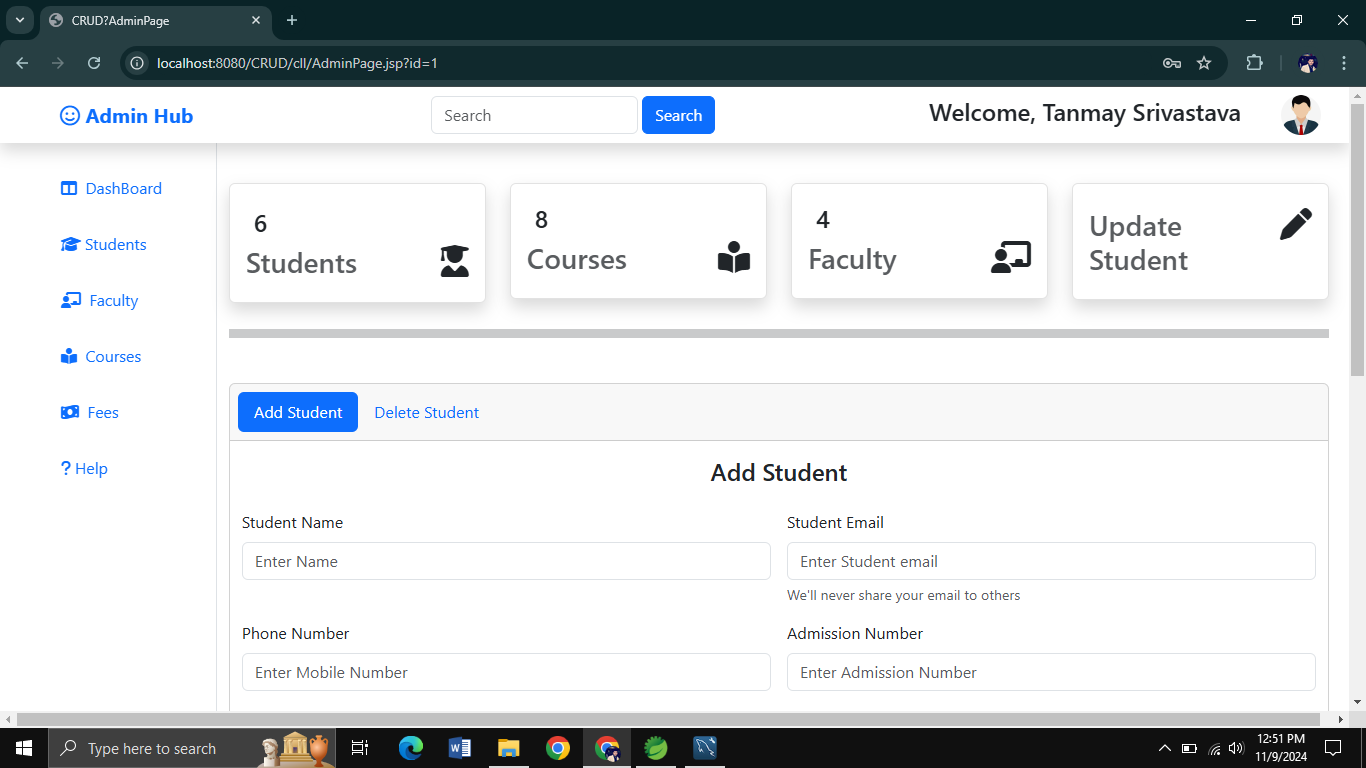 CRUD?AdminPage
localhost:8080/CRUD/cll/AdminPage.jsp?id=1
Admin Hub
Search
Search
Welcome, Tanmay Srivastava
DashBoard
Students
Faculty
Courses
Fees
? Help
6
Students
8
Courses
4
Faculty
Update
Student
Add Student
Delete Student
Add Student
Student Name
Student Email
Enter Name
Enter Student email
We'll never share your email to others
Phone Number
Admission Number
Enter Mobile Number
Enter Admission Number
Type here to search
12:51 PM
11/9/2024